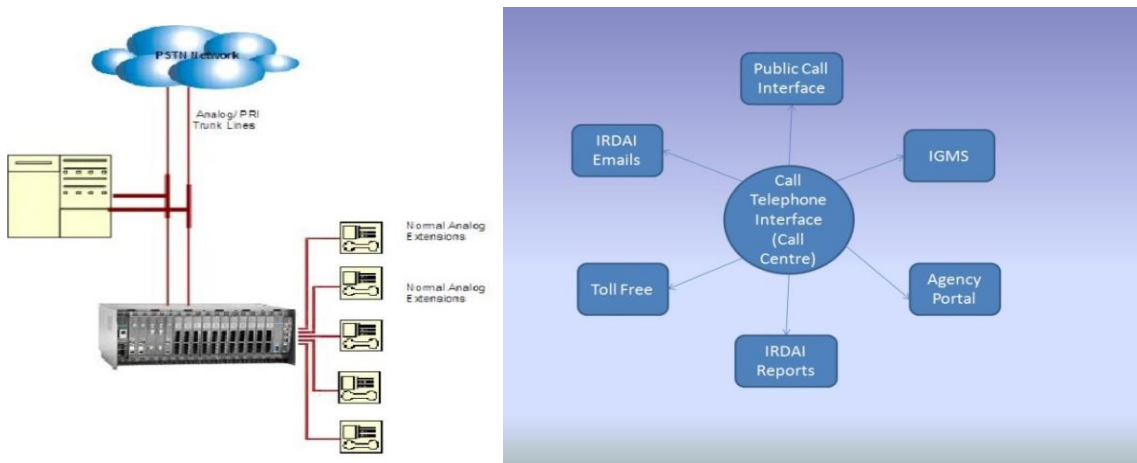 PSTN Network
Analog/ PRI
Trunk Lines
Normal Analog
Extensions
Normal Analog
Extensions
Public Call
Interface
IRDAI
Emails
IGMS
Call
Telephone
Interface
(Call
Centre)
Toll Free
Agency
Portal
IRDAI
Reports